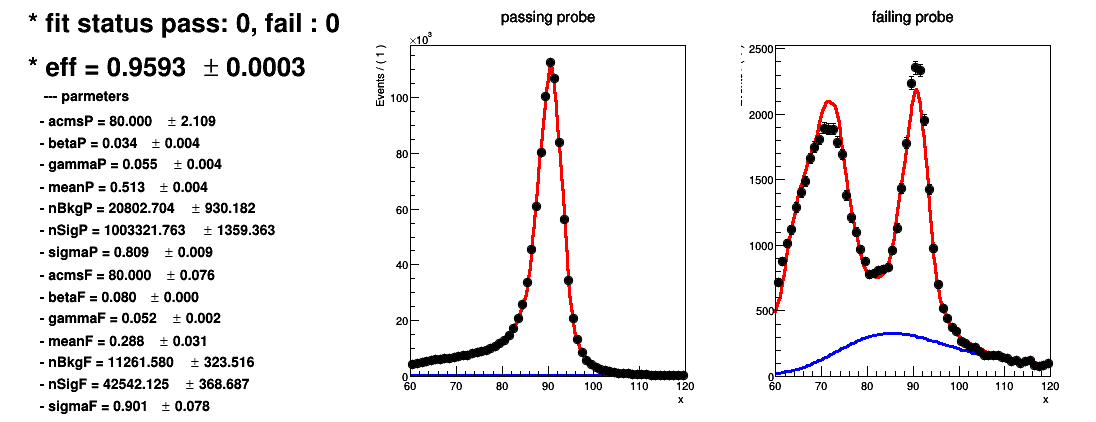 * fit status pass: 0, fail : 0
* eff = 0.9593 ± 0.0003
--- parmeters
- acmsP = 80.000 ± 2.109
- betaP = 0.034 ± 0.004
- gammaP = 0.055 ± 0.004
- meanP = 0.513 ± 0.004
- nBkgP = 20802.704 ± 930.182
- nSigP = 1003321.763 ± 1359.363
- sigmaP = 0.809 ± 0.009
- acmsF = 80.000 ± 0.076
- betaF = 0.080 ± 0.000
- gammaF = 0.052 ± 0.002
- meanF = 0.288 ± 0.031
- nBkgF = 11261.580 ± 323.516
- nSigF = 42542.125 ± 368.687
- sigmaF = 0.901 ± 0.078
passing probe
×10³
Events / ( 1 )
100
80
60
40
20
0
60 70 80 90 100 110 120
x
failing probe
2500
2000
1500
1000
500
0
60 70 80 90 100 110 120
x